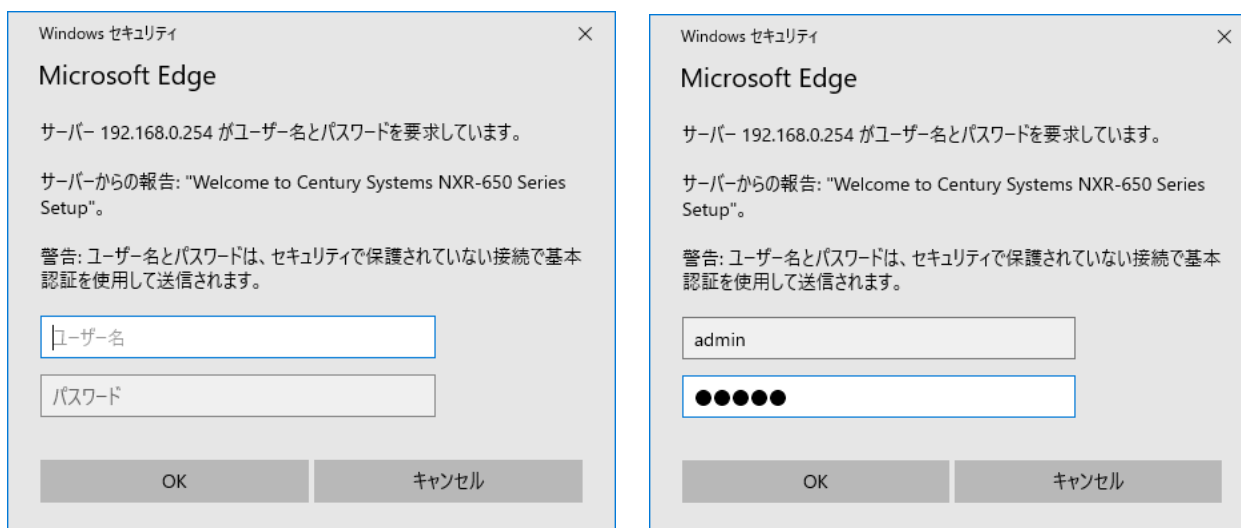 Windows セキュリティ
Microsoft Edge
サーバー 192.168.0.254 がユーザー名とパスワードを要求しています。
サーバーからの報告: "Welcome to Century Systems NXR-650 Series
Setup"。
警告: ユーザー名とパスワードは、セキュリティで保護されていない接続で基本
認証を使用して送信されます。
ユーザー名
パスワード
OK
キャンセル
Windows セキュリティ
Microsoft Edge
サーバー 192.168.0.254 がユーザー名とパスワードを要求しています。
サーバーからの報告: "Welcome to Century Systems NXR-650 Series
Setup"。
警告: ユーザー名とパスワードは、セキュリティで保護されていない接続で基本
認証を使用して送信されます。
admin
●●●●●
OK
キャンセル